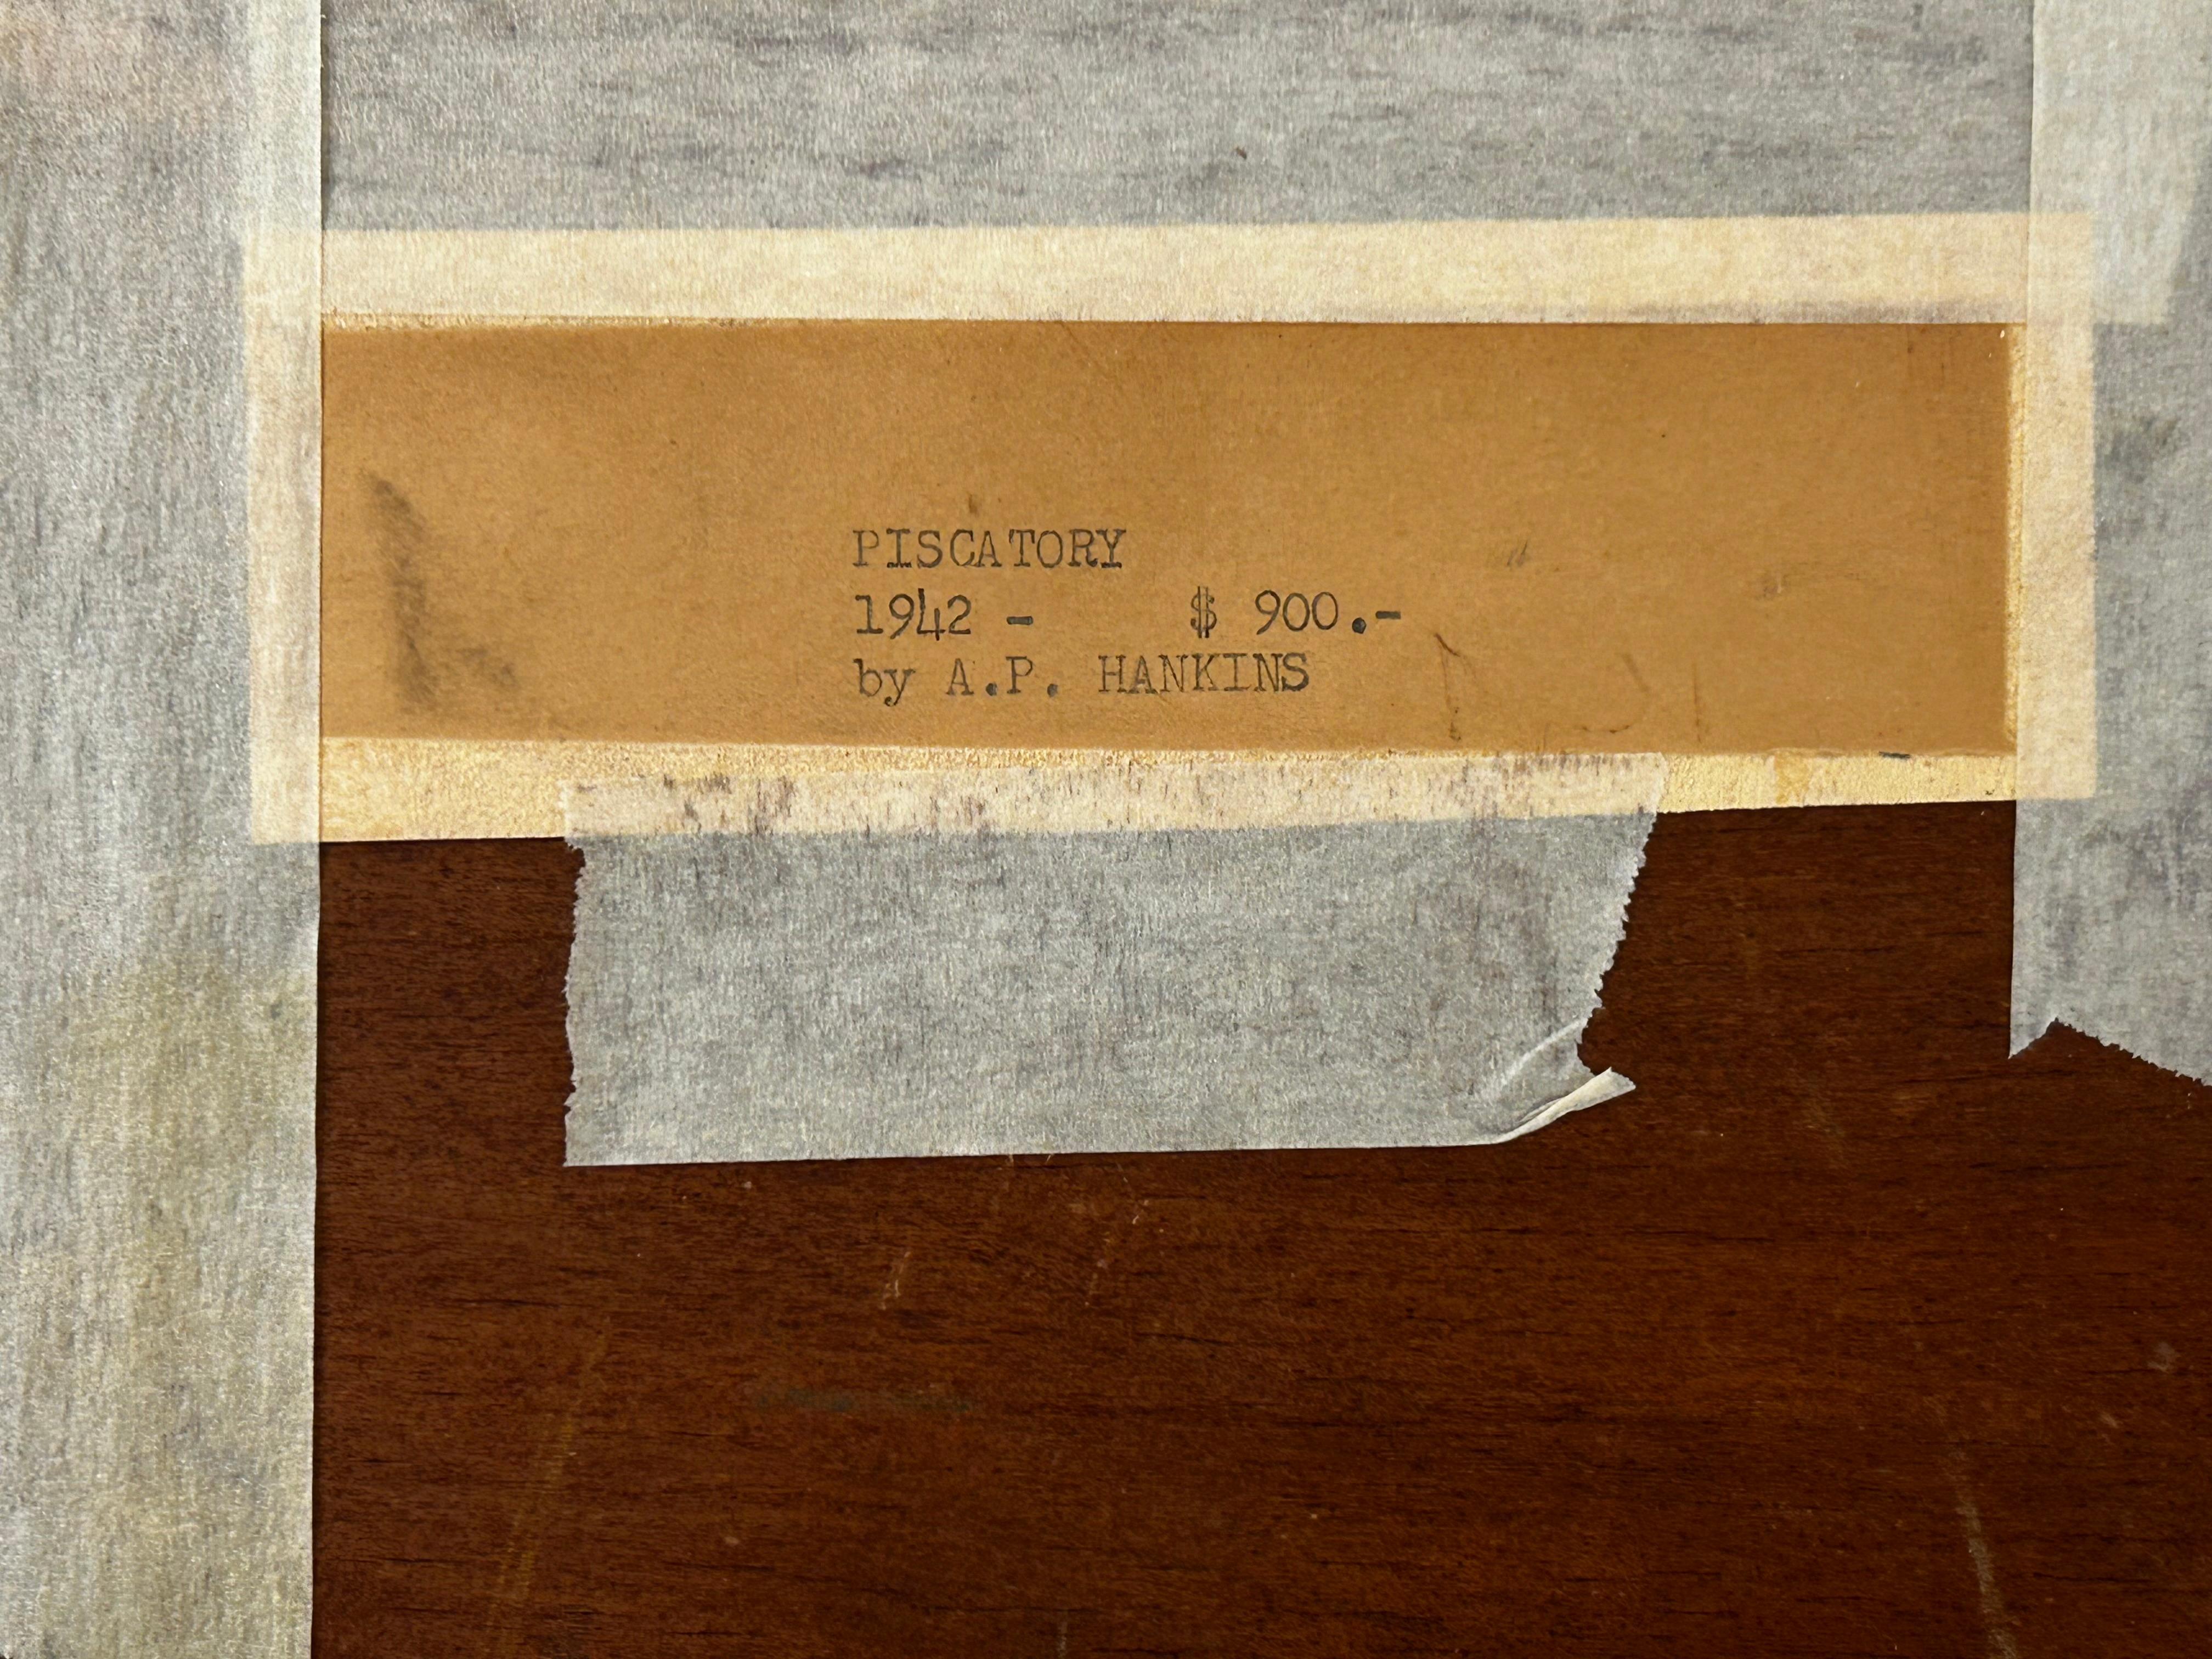 PISCATORY
1942 - $ 900.-
by A.P. HANKINS